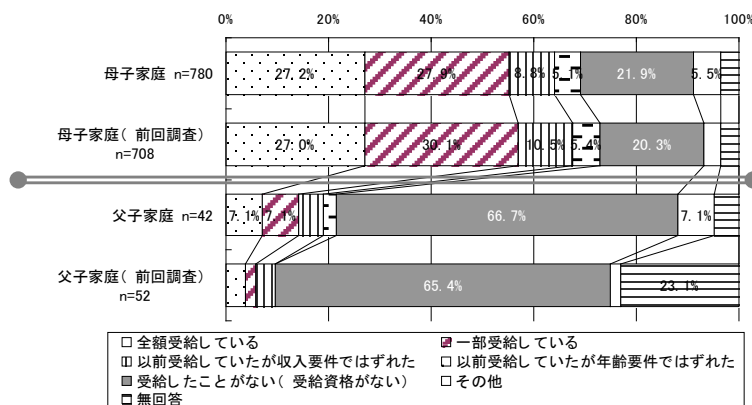 0% 20% 40% 60% 80% 100%
母子家庭 n=780
27.2% 27.9% 8.8% 5.1% 21.9% 5.5%
母子家庭( 前回調査)
n=708
27.0% 30.1% 10.5% 5.4% 20.3%
父子家庭 n=42
7.1% 7.1% 66.7% 7.1%
父子家庭( 前回調査)
n=52
65.4% 23.1%
全額受給している 一部受給している
以前受給していたが収入要件ではずれた 以前受給していたが年齢要件ではずれた
受給したことがない( 受給資格がない) その他
無回答